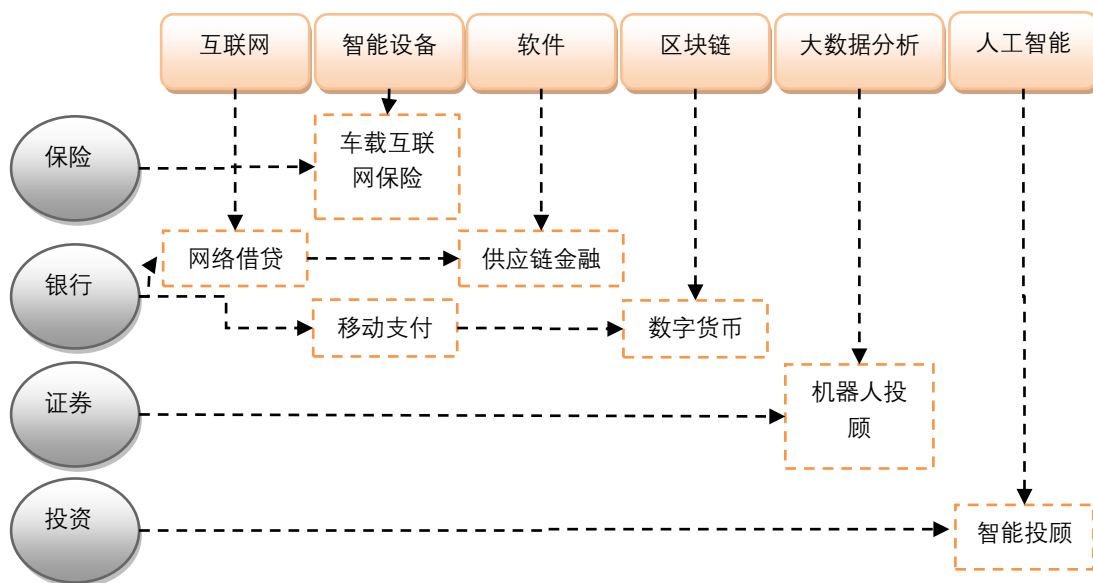 互联网
智能设备
软件
区块链
大数据分析
人工智能
保险
车载互联
网保险
银行
网络借贷
供应链金融
移动支付
数字货币
证券
机器人投
顾
投资
智能投顾